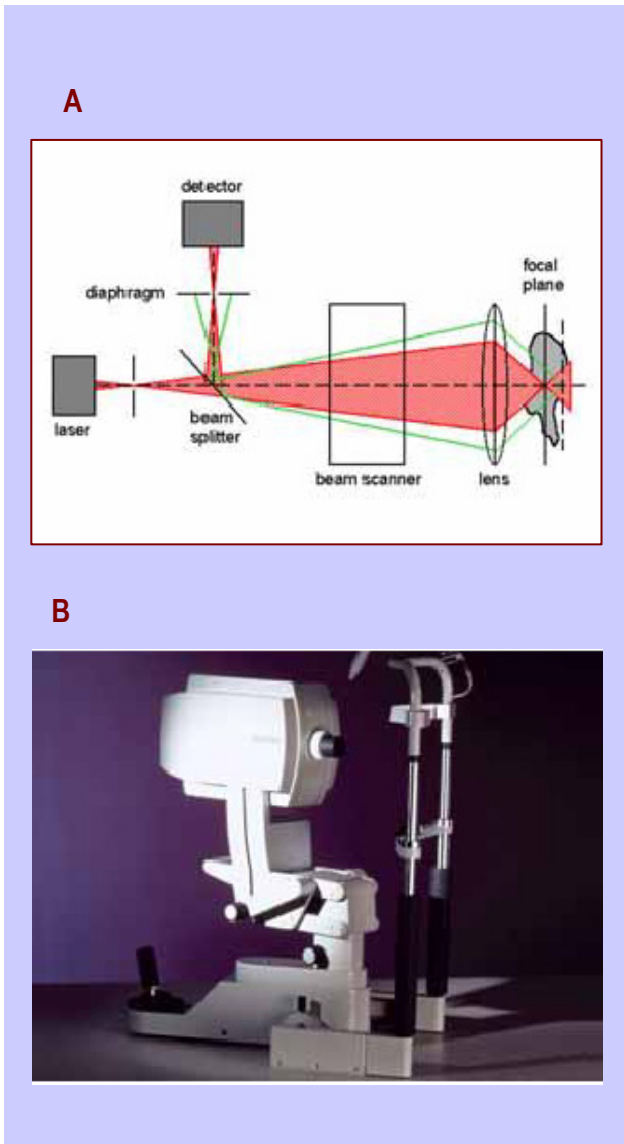 A
detector
diaphragm
focal
plane
laser
beam
splitter
beam scanner
lens
B